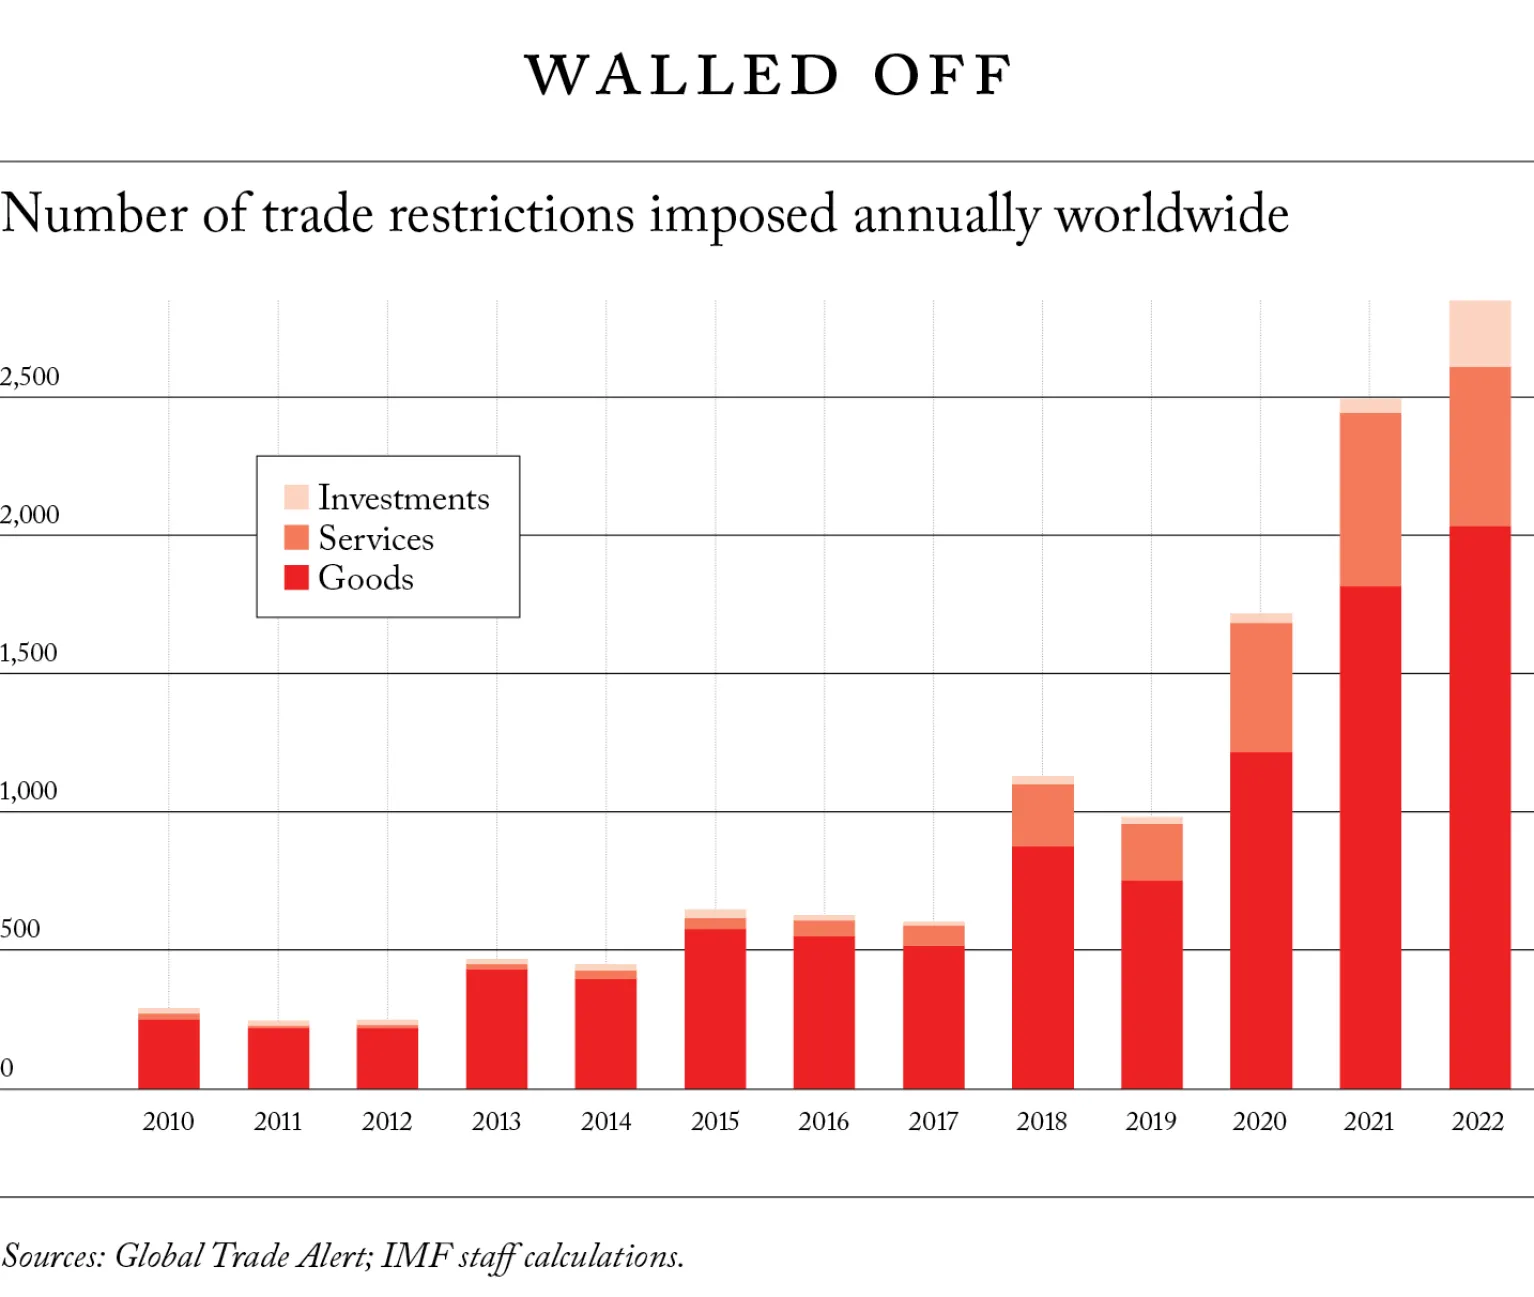 WALLED OFF
Number of trade restrictions imposed annually worldwide
2,500
2,000
1,500
1,000
500
0
Investments
Services
Goods
2010 2011 2012 2013 2014 2015 2016 2017 2018 2019 2020 2021 2022
Sources: Global Trade Alert; IMF staff calculations.